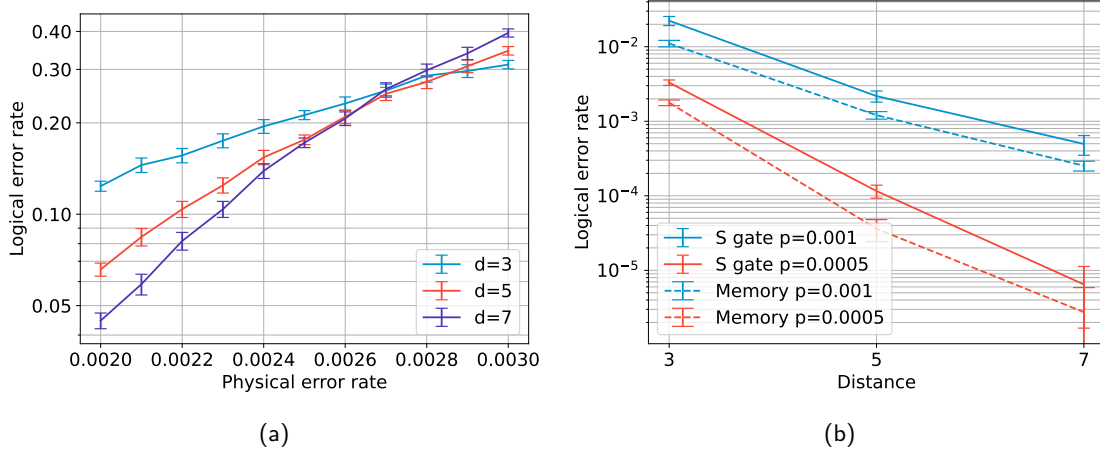 0.40
0.30
0.20
0.10
0.05
Logical error rate
0.0020 0.0022 0.0024 0.0026 0.0028 0.0030
Physical error rate
d=3
d=5
d=7
(a)
10⁻²
10⁻³
10⁻⁴
10⁻⁵
Logical error rate
S gate p=0.001
S gate p=0.0005
Memory p=0.001
Memory p=0.0005
3 5 7
Distance
(b)